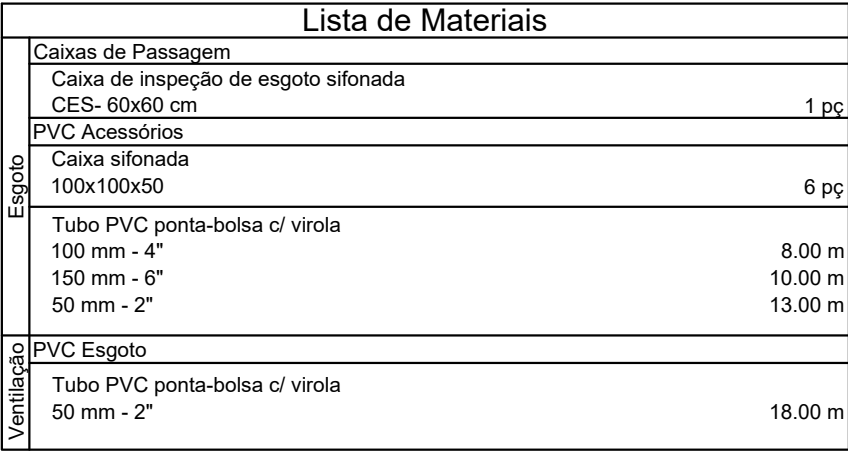 Lista de Materiais
Esgoto
Caixas de Passagem
Caixa de inspeção de esgoto sifonada
CES- 60x60 cm 1 pç
PVC Acessórios
Caixa sifonada
100x100x50 6 pç
Tubo PVC ponta-bolsa c/ virola
100 mm - 4" 8.00 m
150 mm - 6" 10.00 m
50 mm - 2" 13.00 m
Ventilação
PVC Esgoto
Tubo PVC ponta-bolsa c/ virola
50 mm - 2" 18.00 m